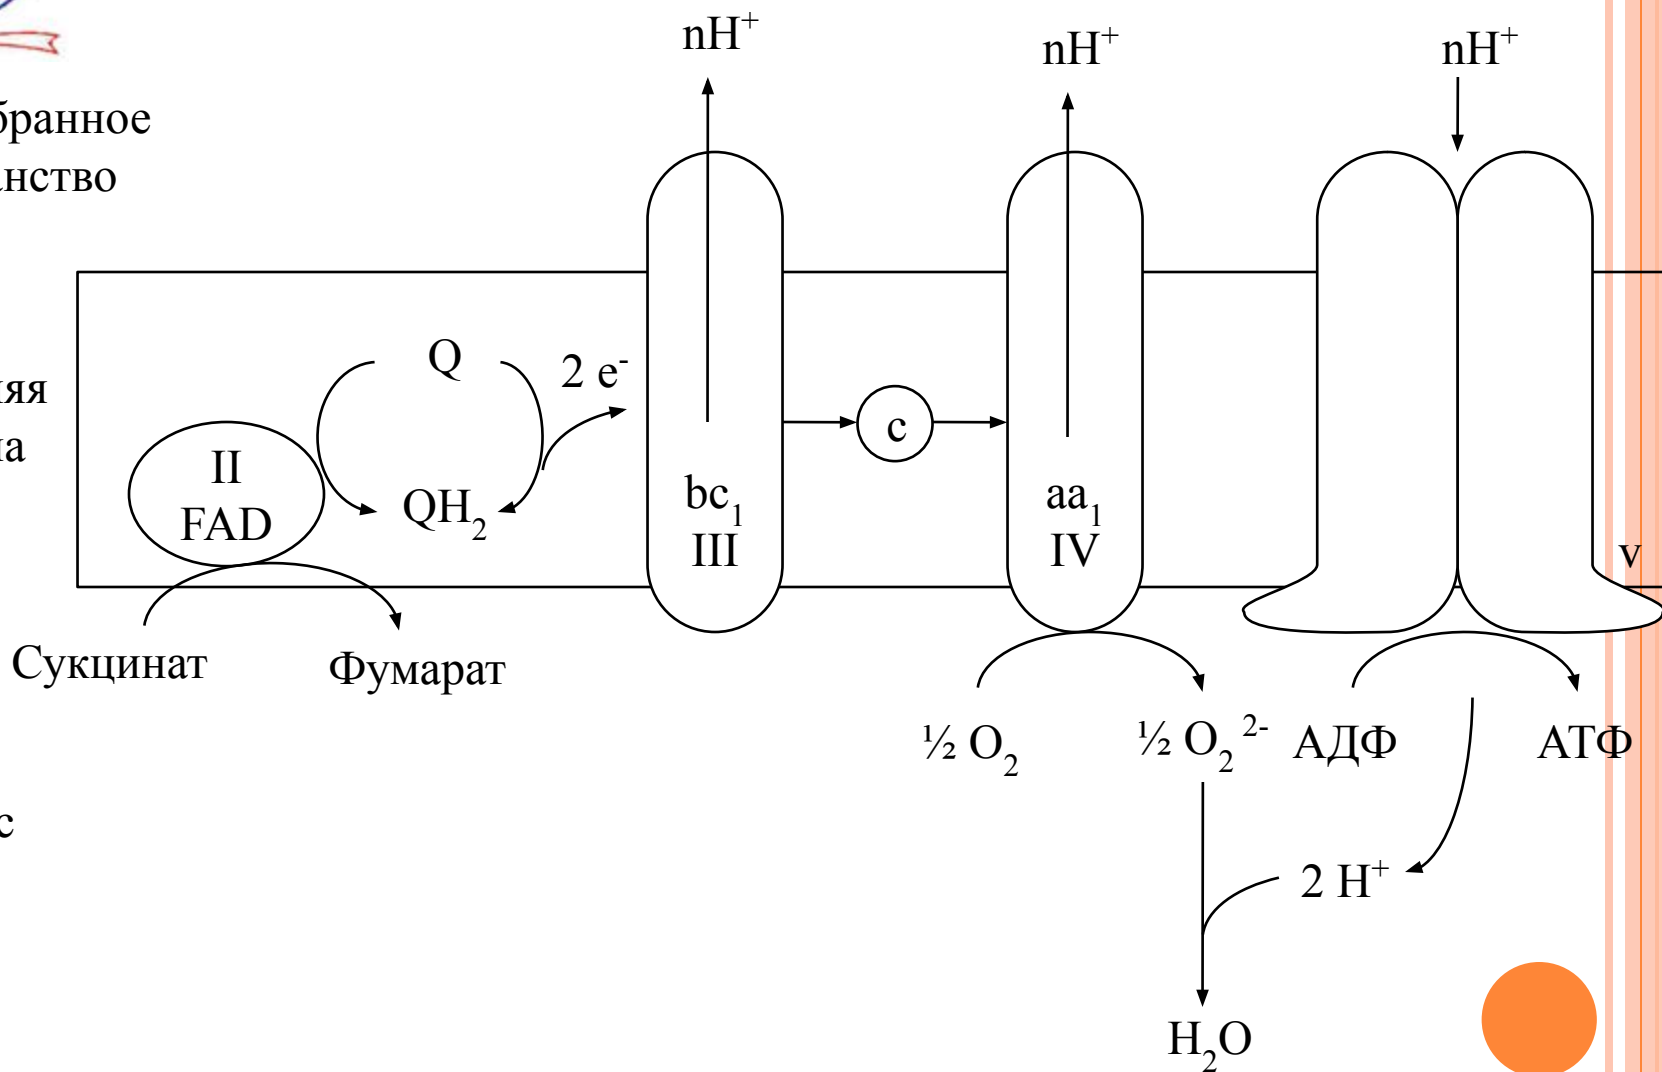 nH⁺
nH⁺
nH⁺
бранное
нство
Q
2 e⁻
яя
а
II
FAD
QH₂
c
bc₁
III
aa₁
IV
v
Сукцинат
Фумарат
½ O₂
½ O₂ ²⁻
АДФ
АТФ
с
2 H⁺
H₂O